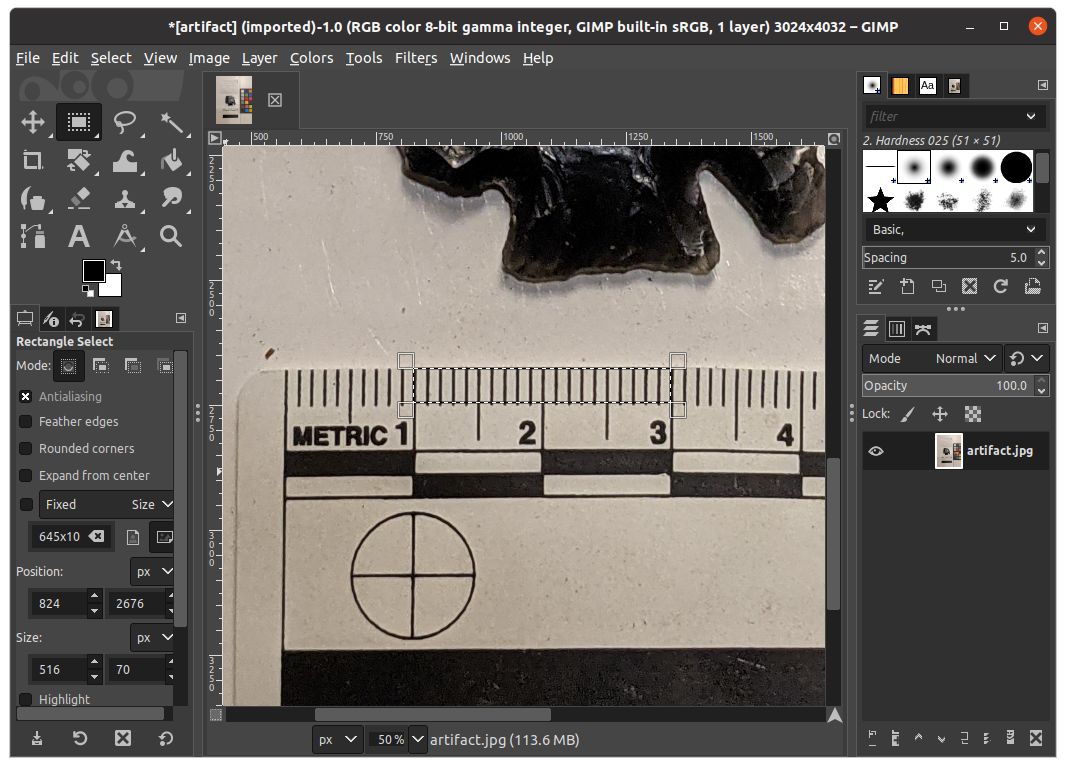 *[artifact] (imported)-1.0 (RGB color 8-bit gamma integer, GIMP built-in sRGB, 1 layer) 3024x4032 – GIMP
File Edit Select View Image Layer Colors Tools Filters Windows Help
500 750 1000 1250 1500
2250
2500
2750
3000
3250
METRIC 1 2 3 4
Rectangle Select
Mode:
Antialiasing
Feather edges
Rounded corners
Expand from center
Fixed Size
645x10
Position: px
824 2676
Size: px
516 70
Highlight
px 50 % artifact.jpg (113.6 MB)
Aa
filter
2. Hardness 025 (51 × 51)
Basic,
Spacing 5.0
Mode Normal
Opacity 100.0
Lock:
artifact.jpg